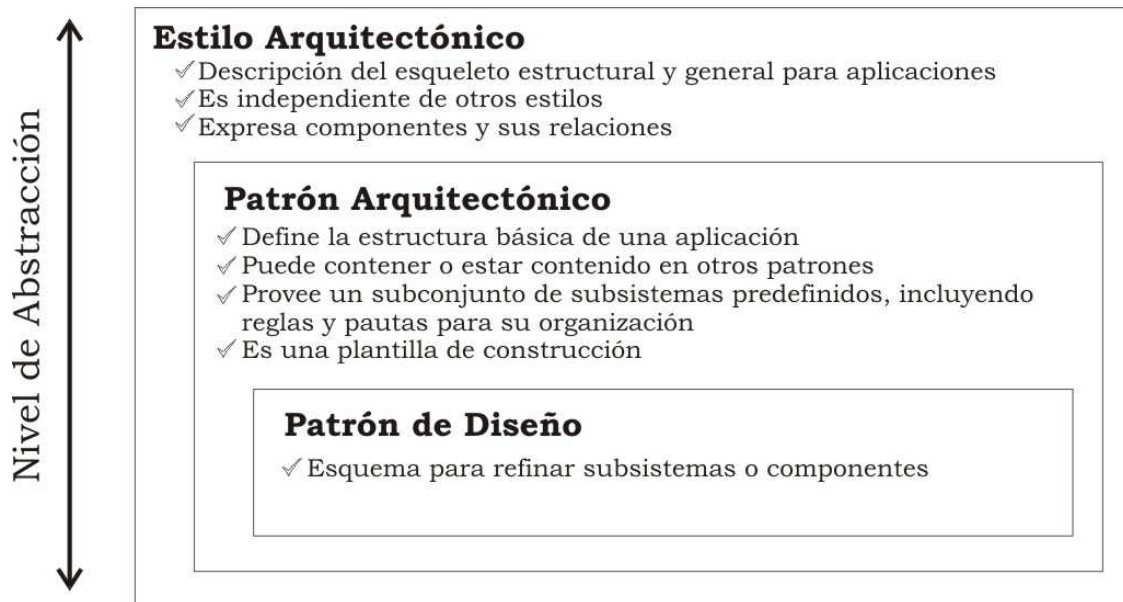 Nivel de Abstracción
Estilo Arquitectónico
✓Descripción del esqueleto estructural y general para aplicaciones
✓Es independiente de otros estilos
✓Expresa componentes y sus relaciones
Patrón Arquitectónico
✓Define la estructura básica de una aplicación
✓Puede contener o estar contenido en otros patrones
✓Provee un subconjunto de subsistemas predefinidos, incluyendo
reglas y pautas para su organización
✓Es una plantilla de construcción
Patrón de Diseño
✓Esquema para refinar subsistemas o componentes